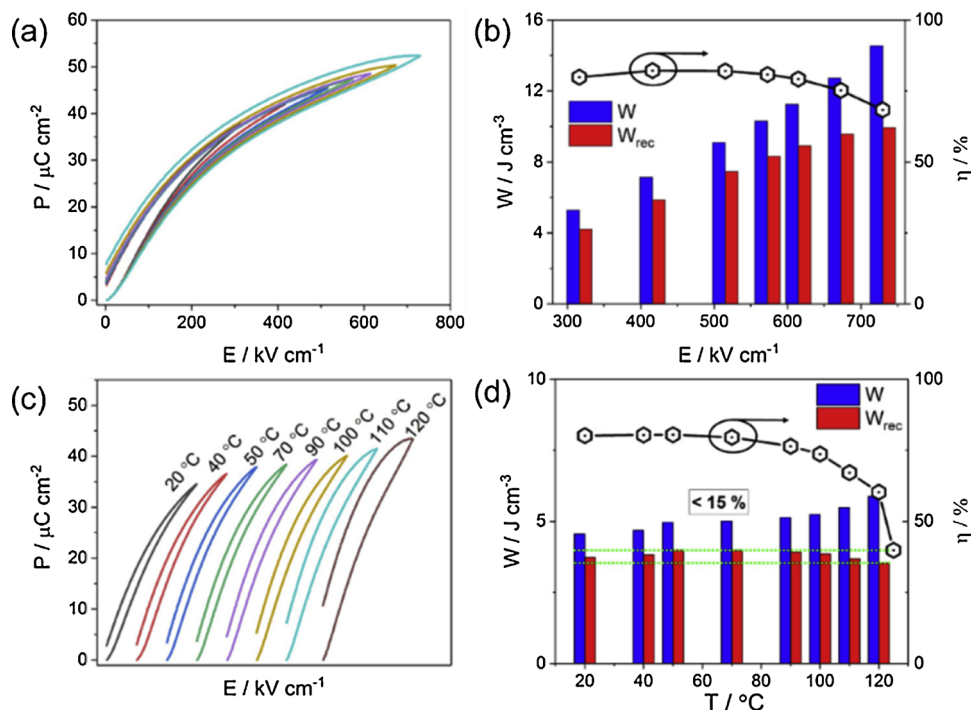 (a)
60
50
40
30
20
10
0
P / μC cm⁻²
0 200 400 600 800
E / kV cm⁻¹
(b)
16
12
8
4
0
W / J cm⁻³
W
W_rec
100
50
0
η / %
300 400 500 600 700
E / kV cm⁻¹
(c)
50
40
30
20
10
0
P / μC cm⁻²
20 °C
40 °C
50 °C
70 °C
90 °C
100 °C
110 °C
120 °C
E / kV cm⁻¹
(d)
10
5
0
W / J cm⁻³
W
W_rec
< 15 %
100
50
0
η / %
20 40 60 80 100 120
T / °C